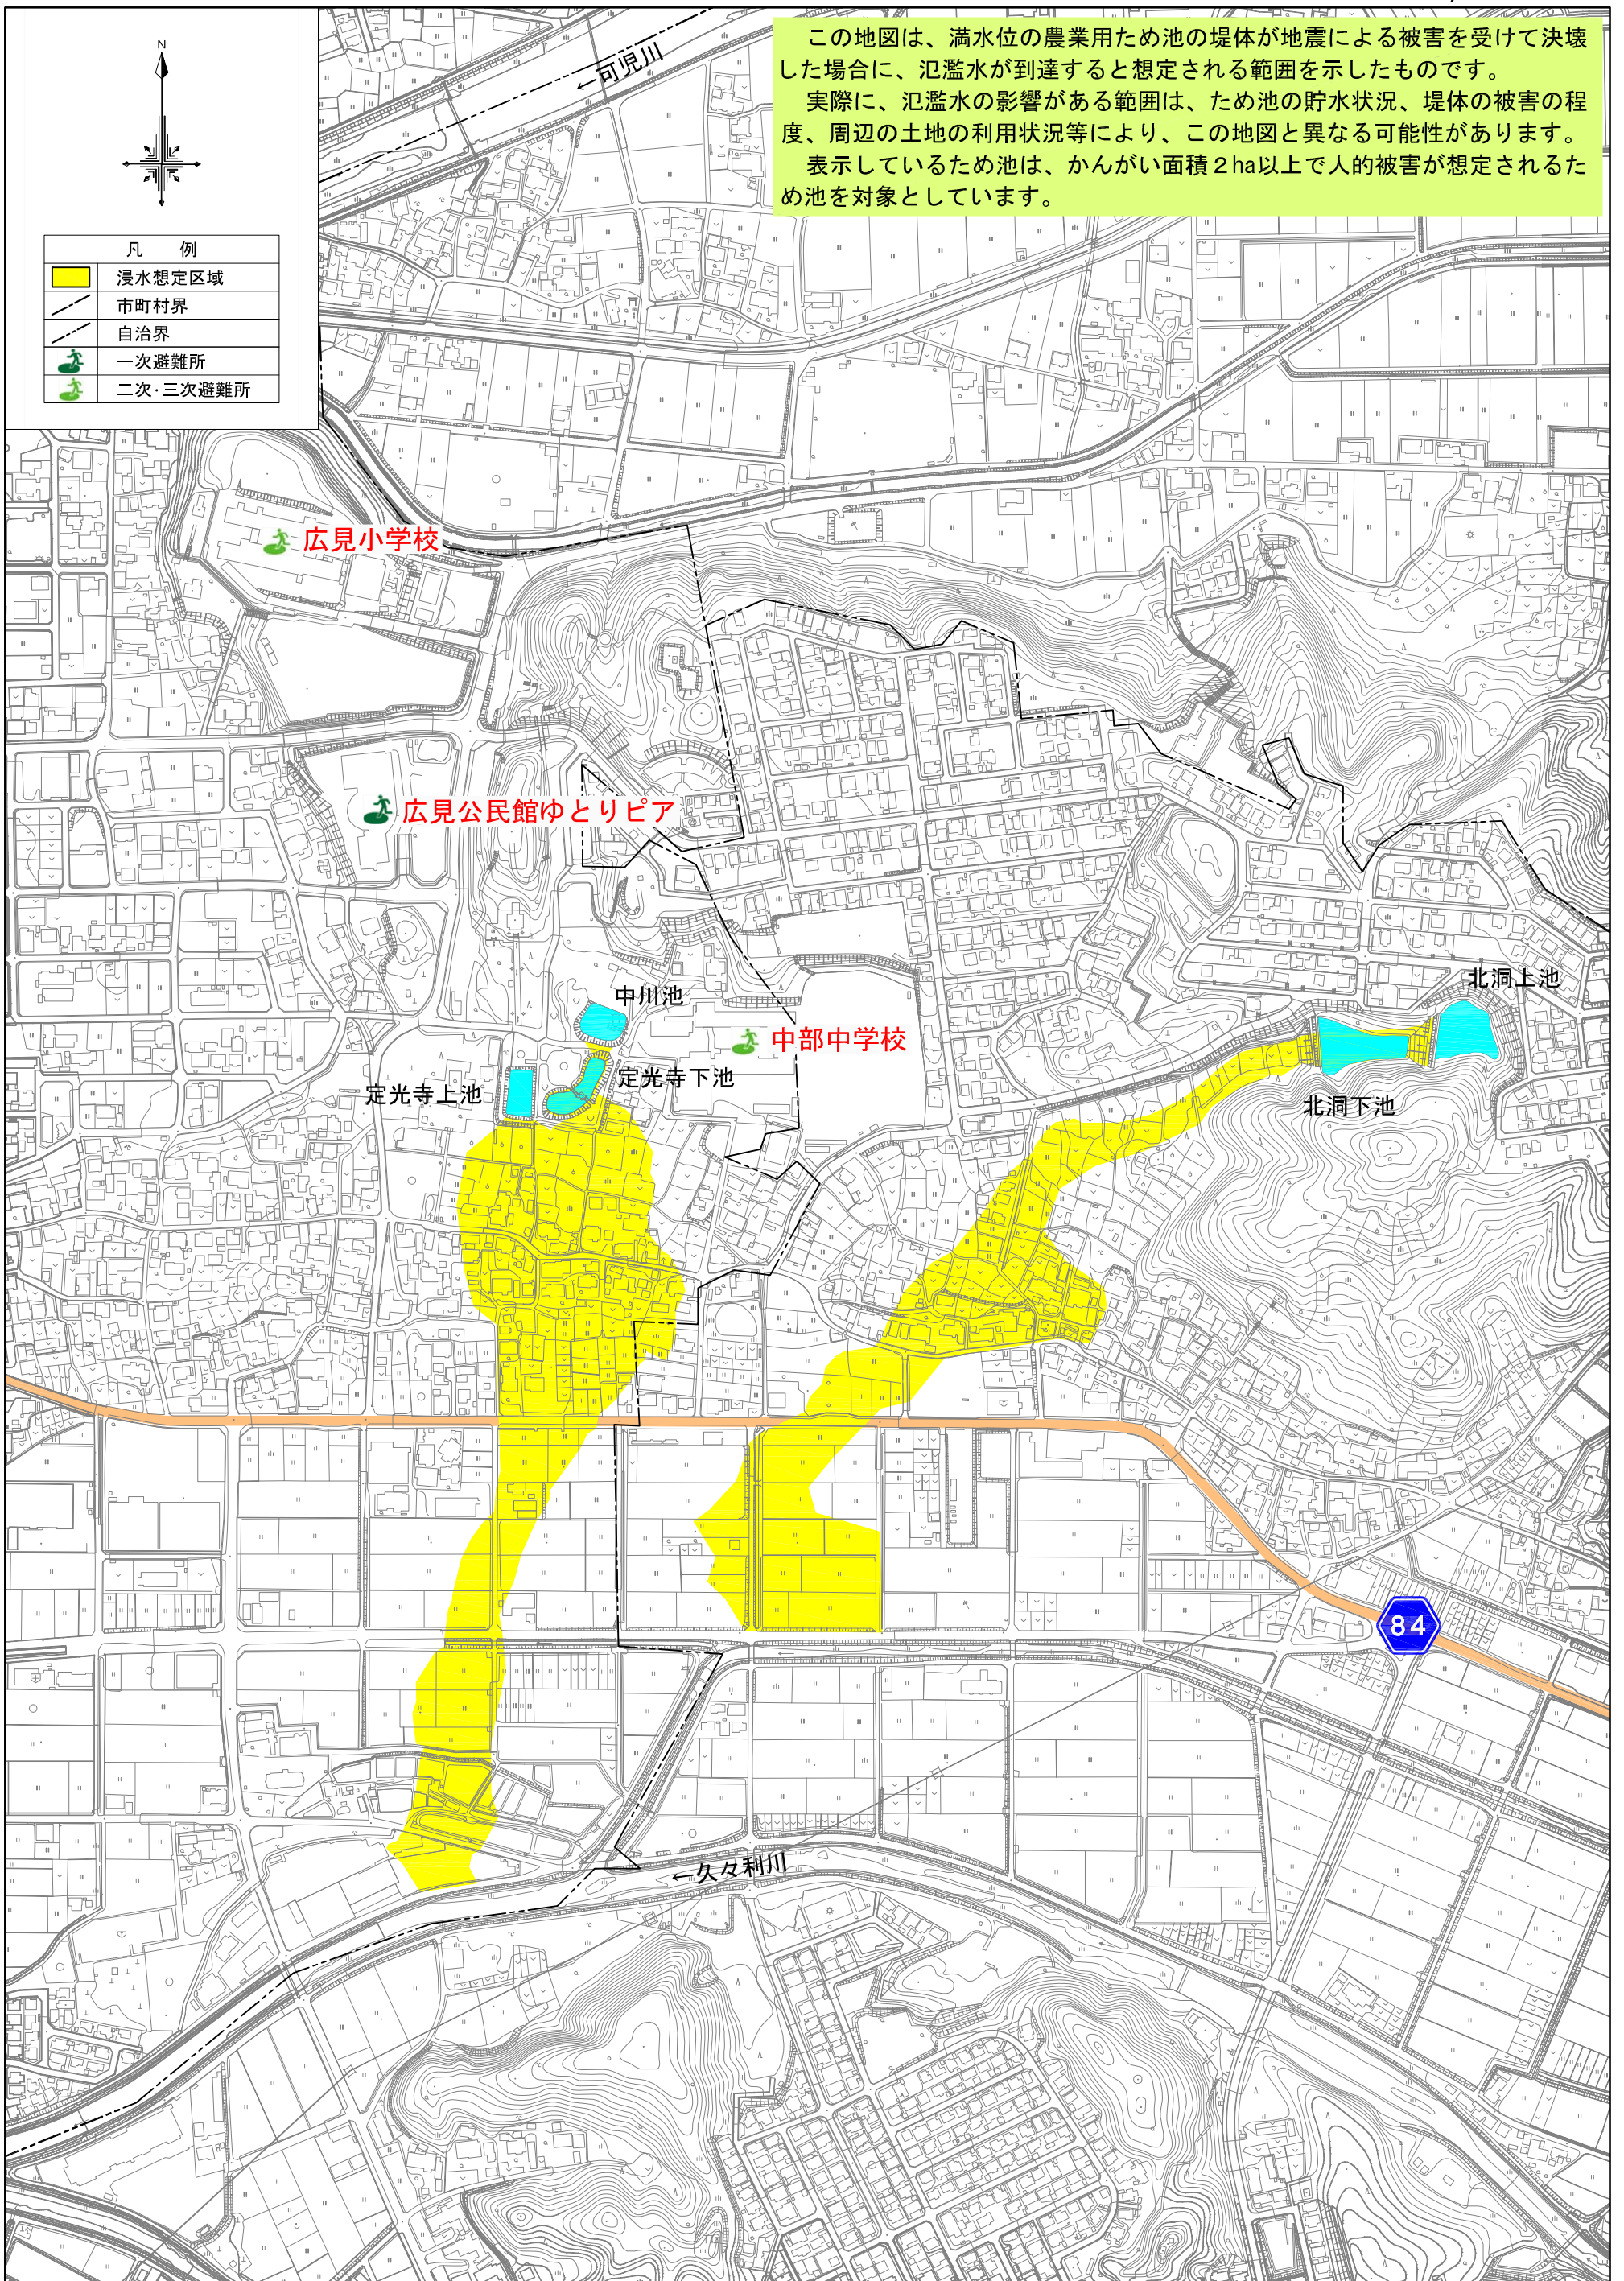 この地図は、満水位の農業用ため池の堤体が地震による被害を受けて決壊
した場合に、氾濫水が到達すると想定される範囲を示したものです。
実際に、氾濫水の影響がある範囲は、ため池の貯水状況、堤体の被害の程
度、周辺の土地の利用状況等により、この地図と異なる可能性があります。
表示しているため池は、かんがい面積２ha以上で人的被害が想定されるた
め池を対象としています。
N
凡　例
浸水想定区域
市町村界
自治界
一次避難所
二次･三次避難所
←可児川
広見小学校
広見公民館ゆとりピア
中川池
北洞上池
中部中学校
定光寺下池
定光寺上池
北洞下池
84
←久々利川